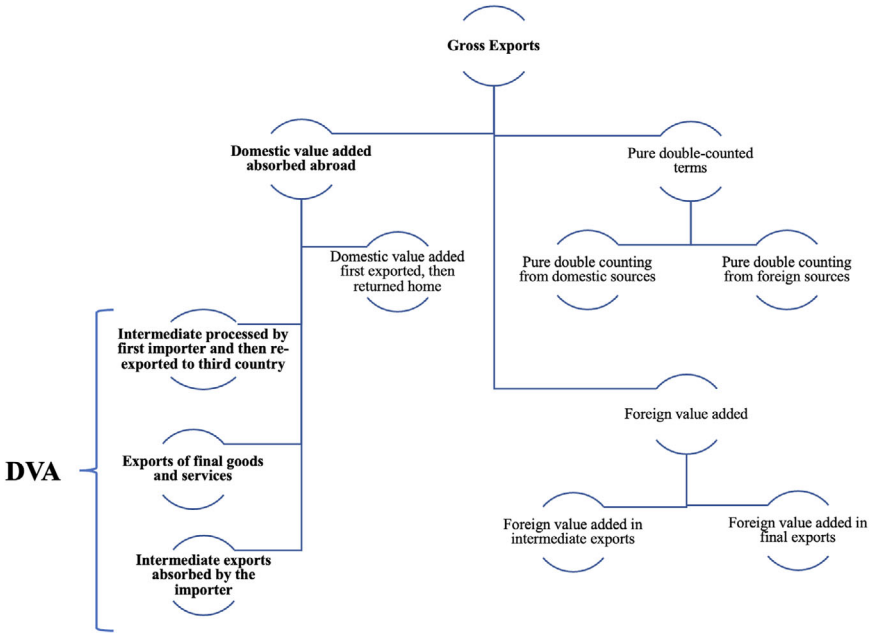 Gross Exports
Domestic value added
absorbed abroad
Pure double-counted
terms
Domestic value added
first exported, then
returned home
Pure double counting
from domestic sources
Pure double counting
from foreign sources
Intermediate processed by
first importer and then re-
exported to third country
Foreign value added
DVA
Exports of final goods
and services
Foreign value added in
intermediate exports
Foreign value added in
final exports
Intermediate exports
absorbed by the
importer